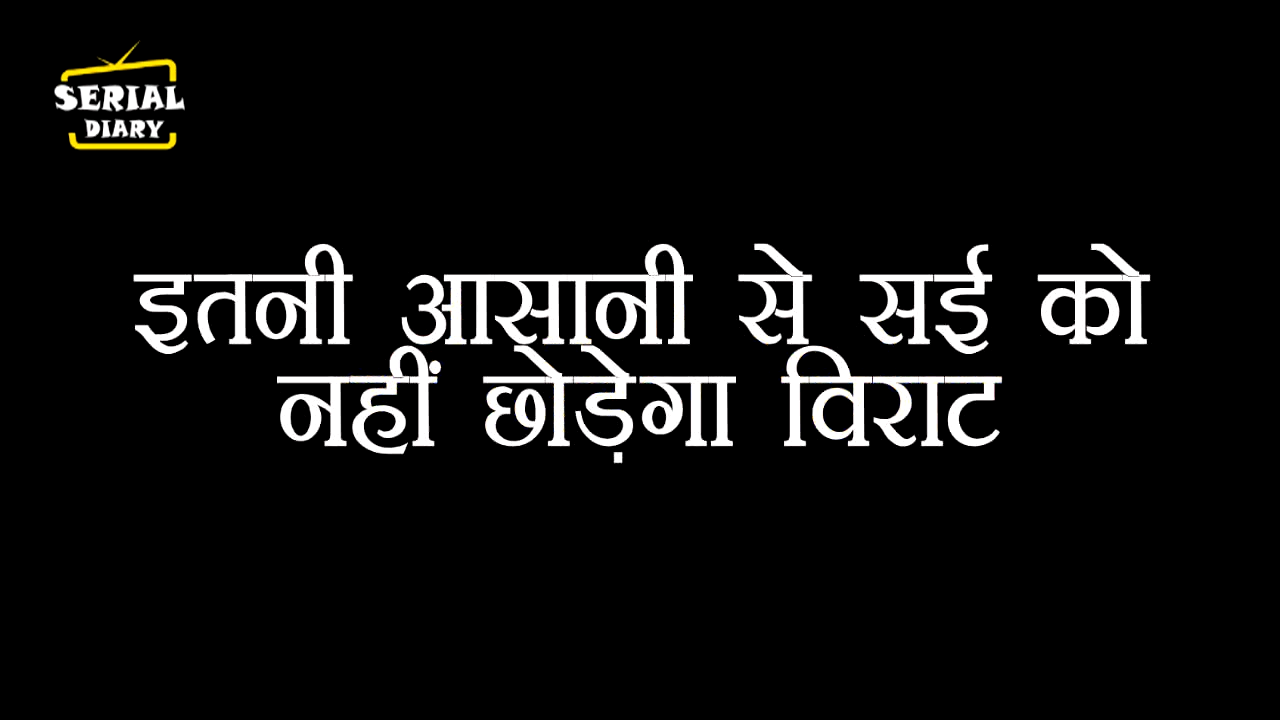 SERIAL
DIARY
इतनी आसानी से सई को
नहीं छोड़ेगा विराट